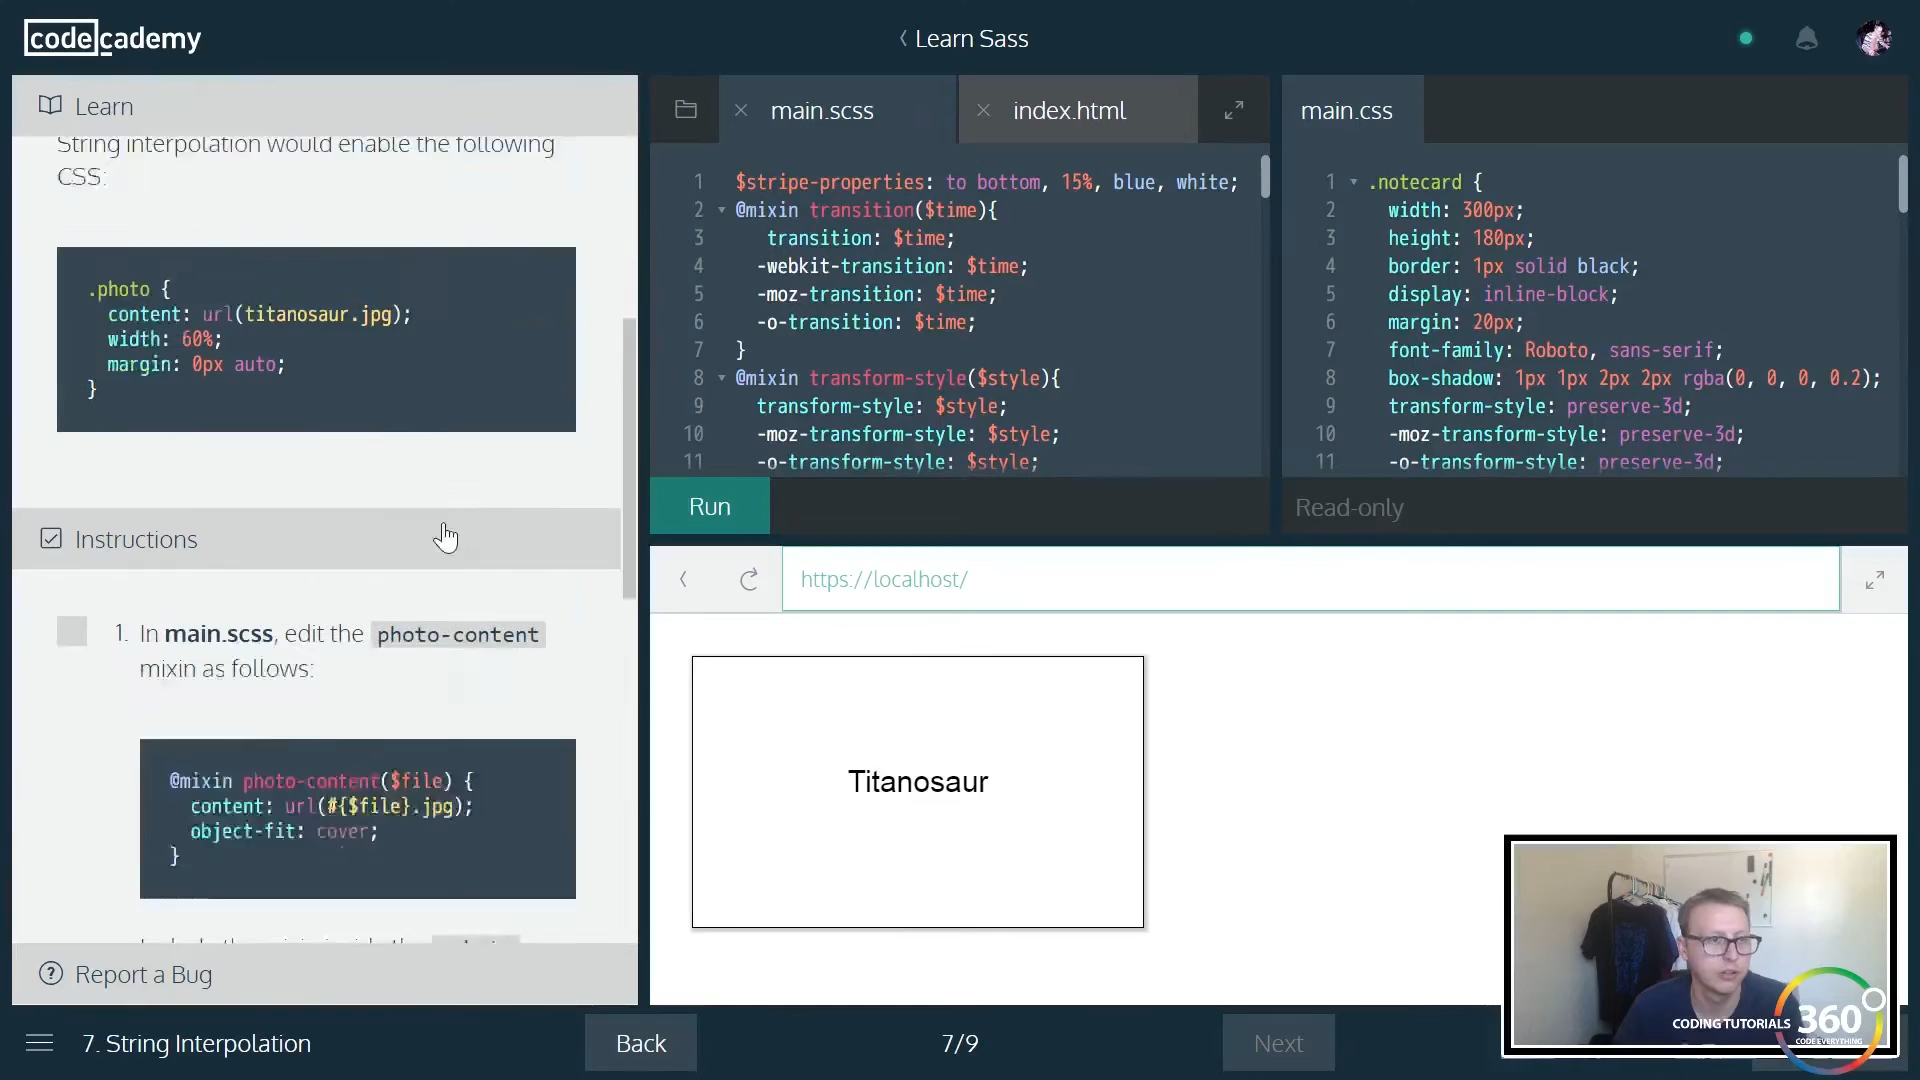 codecademy
Learn Sass
Learn
String interpolation would enable the following
CSS:
.photo {
content: url(titanosaur.jpg);
width: 60%;
margin: 0px auto;
}
Instructions
1. In main.scss, edit the photo-content
mixin as follows:
@mixin photo-content($file) {
content: url(#{$file}.jpg);
object-fit: cover;
}
Report a Bug
main.scss
index.html
1 $stripe-properties: to bottom, 15%, blue, white;
2 @mixin transition($time){
3 transition: $time;
4 -webkit-transition: $time;
5 -moz-transition: $time;
6 -o-transition: $time;
7 }
8 @mixin transform-style($style){
9 transform-style: $style;
10 -moz-transform-style: $style;
11 -o-transform-style: $style;
Run
main.css
1 .notecard {
2 width: 300px;
3 height: 180px;
4 border: 1px solid black;
5 display: inline-block;
6 margin: 20px;
7 font-family: Roboto, sans-serif;
8 box-shadow: 1px 1px 2px 2px rgba(0, 0, 0, 0.2);
9 transform-style: preserve-3d;
10 -moz-transform-style: preserve-3d;
11 -o-transform-style: preserve-3d;
Read-only
https://localhost/
Titanosaur
CODING TUTORIALS 360
CODE EVERYTHING
7. String Interpolation
Back
7/9
Next